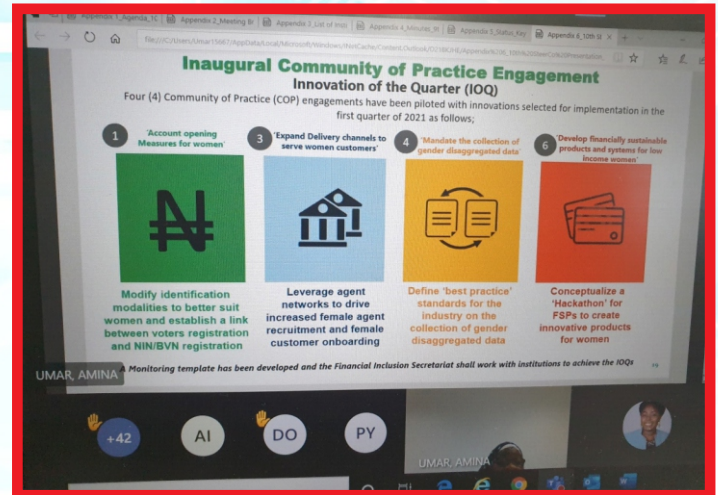 Appendix 1_Agenda_10
Appendix 2_Meeting Br
Appendix 3_List of Insti
Appendix 4_Minutes_9t
Appendix 5_Status_Key
Appendix 6_10th SE
Inaugural Community of Practice Engagement
Innovation of the Quarter (IOQ)
Four (4) Community of Practice (COP) engagements have been piloted with innovations selected for implementation in the
first quarter of 2021 as follows;
1
'Account opening
Measures for women'
3
'Expand Delivery channels to
serve women customers'
4
'Mandate the collection of
gender disaggregated data'
6
'Develop financially sustainable
products and systems for low
income women'
Modify identification
modalities to better suit
women and establish a link
between voters registration
and NIN/BVN registration
Leverage agent
networks to drive
increased female agent
recruitment and female
customer onboarding
Define 'best practice'
standards for the
industry on the
collection of gender
disaggregated data
Conceptualize a
'Hackathon' for
FSPs to create
innovative products
for women
A Monitoring template has been developed and the Financial Inclusion Secretariat shall work with institutions to achieve the IOQs
UMAR, AMINA
+42
AI
DO
PY
UMAR, AMINA